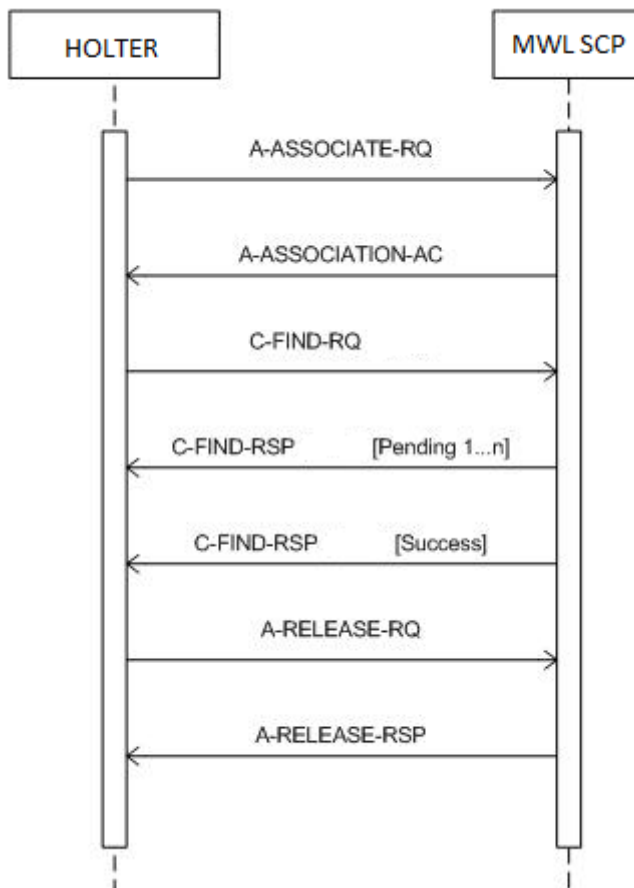 HOLTER
MWL SCP
A-ASSOCIATE-RQ
A-ASSOCIATION-AC
C-FIND-RQ
C-FIND-RSP [Pending 1...n]
C-FIND-RSP [Success]
A-RELEASE-RQ
A-RELEASE-RSP